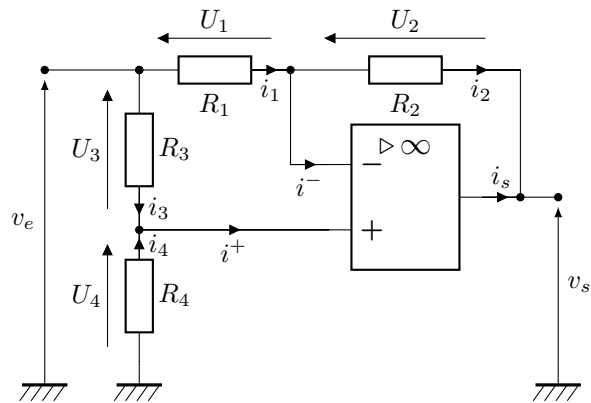 U₁ U₂
i₁ i₂
R₁ R₂
▷ ∞
U₃ R₃
i⁻ −
i₃ iₛ
vₑ
i₄ i⁺ +
U₄ R₄
vₛ